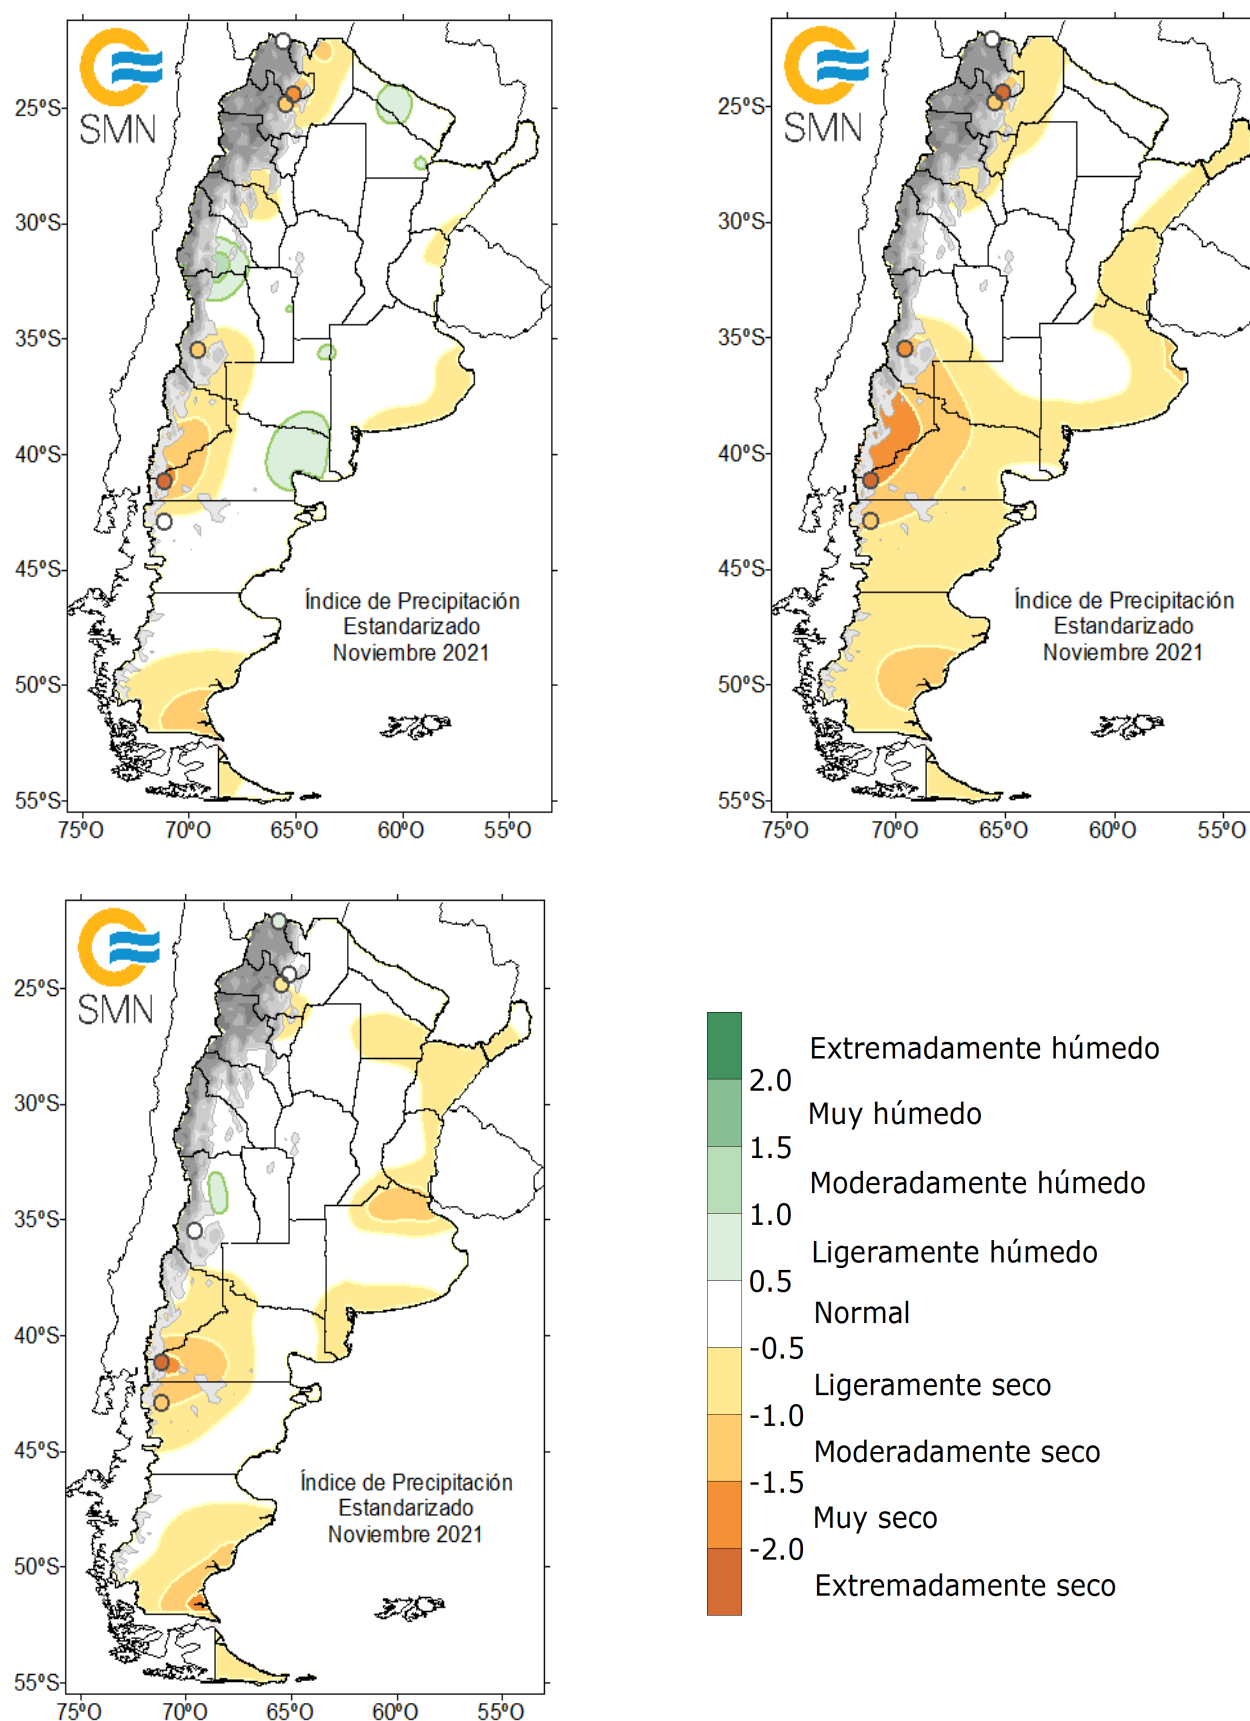 SMN
25ºS
30ºS
35ºS
40ºS
45ºS
50ºS
55ºS
75ºO
70ºO
65ºO
60ºO
55ºO
Índice de Precipitación
Estandarizado
Noviembre 2021
SMN
25ºS
30ºS
35ºS
40ºS
45ºS
50ºS
55ºS
75ºO
70ºO
65ºO
60ºO
55ºO
Índice de Precipitación
Estandarizado
Noviembre 2021
SMN
25ºS
30ºS
35ºS
40ºS
45ºS
50ºS
55ºS
75ºO
70ºO
65ºO
60ºO
55ºO
Índice de Precipitación
Estandarizado
Noviembre 2021
Extremadamente húmedo
2.0
Muy húmedo
1.5
Moderadamente húmedo
1.0
Ligeramente húmedo
0.5
Normal
-0.5
Ligeramente seco
-1.0
Moderadamente seco
-1.5
Muy seco
-2.0
Extremadamente seco